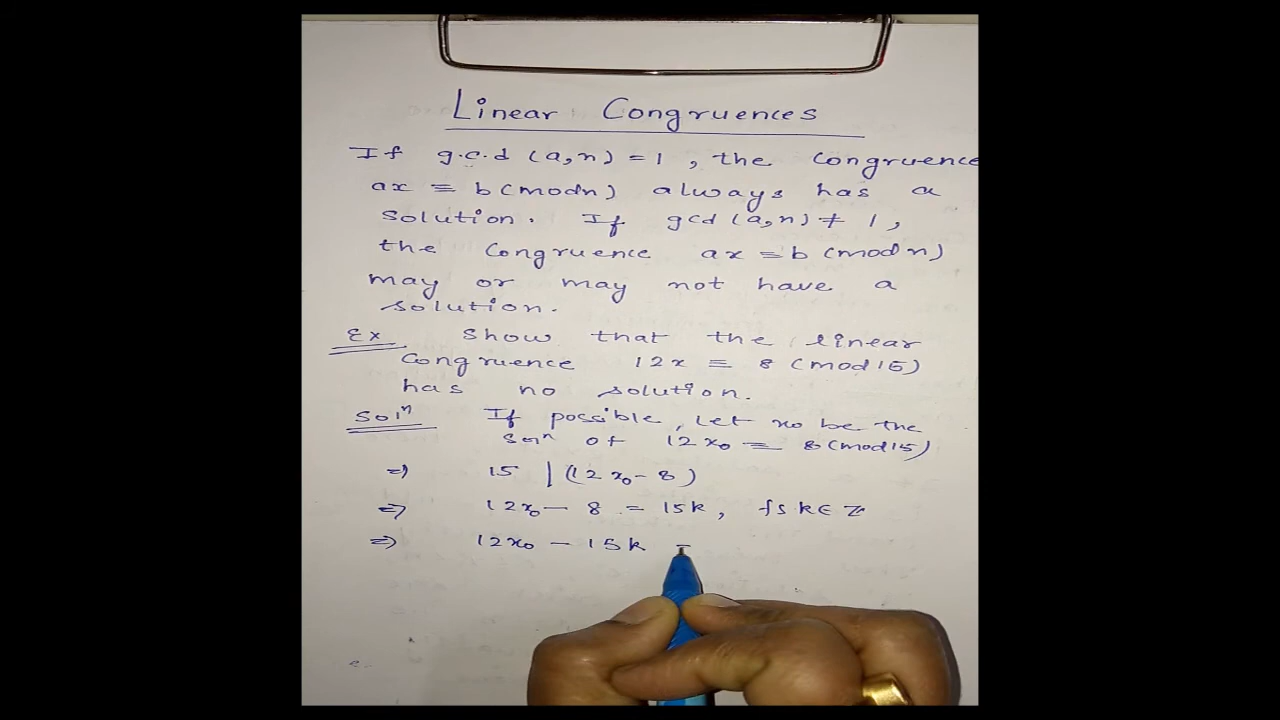 Linear Congruences
If g.c.d (a,n) = 1, the congruence
ax ≡ b (mod n) always has a
solution. If gcd (a,n) ≠ 1,
the congruence ax ≡ b (mod n)
may or may not have a
solution.
Ex Show that the linear
congruence 12x ≡ 8 (mod 15)
has no solution.
Solⁿ If possible, let x₀ be the
solⁿ of 12x₀ ≡ 8 (mod 15)
⇒ 15 | (12x₀ - 8)
⇒ 12x₀ - 8 = 15k, fs k ∈ Z
⇒ 12x₀ - 15k =